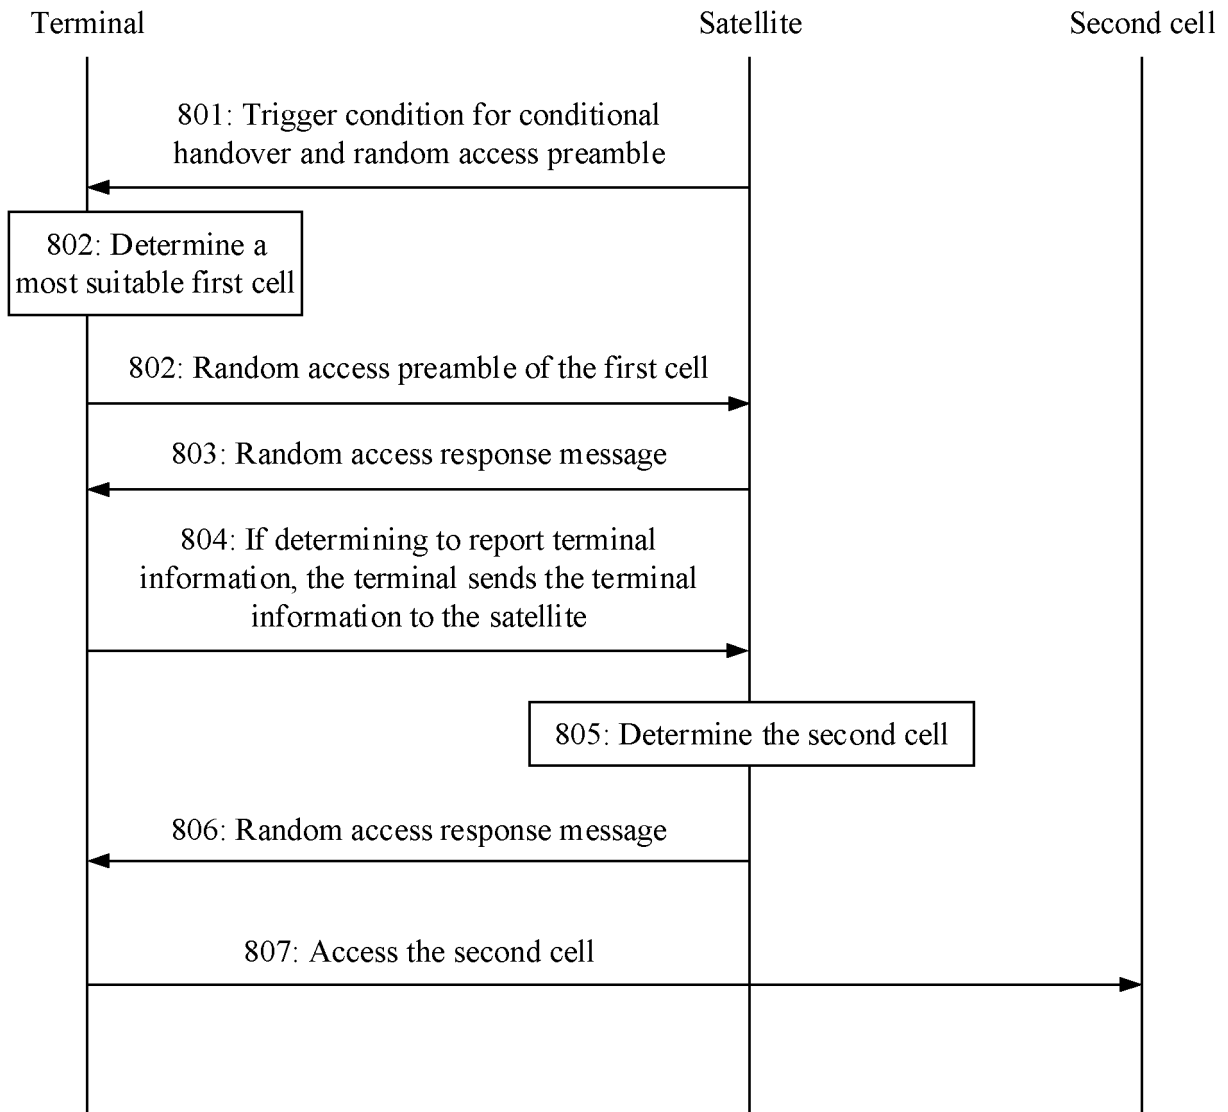 Terminal
Satellite
Second cell
801: Trigger condition for conditional
handover and random access preamble
802: Determine a
most suitable first cell
802: Random access preamble of the first cell
803: Random access response message
804: If determining to report terminal
information, the terminal sends the terminal
information to the satellite
805: Determine the second cell
806: Random access response message
807: Access the second cell